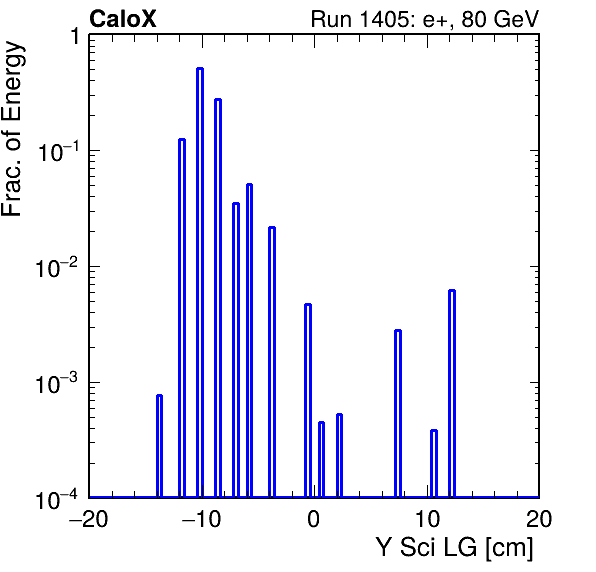 CaloX Run 1405: e+, 80 GeV
Frac. of Energy
1
10⁻¹
10⁻²
10⁻³
10⁻⁴
−20 −10 0 10 20
Y Sci LG [cm]